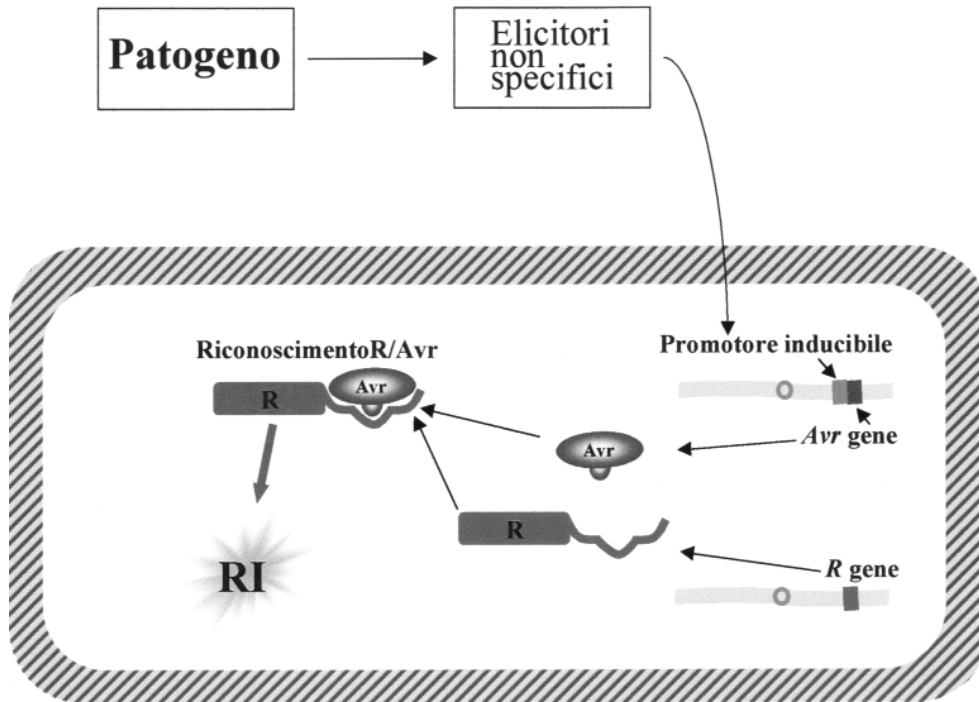 Patogeno
Elicitori
non
specifici
RiconoscimentoR/Avr
Promotore inducibile
R
Avr
Avr gene
Avr
R
R gene
RI